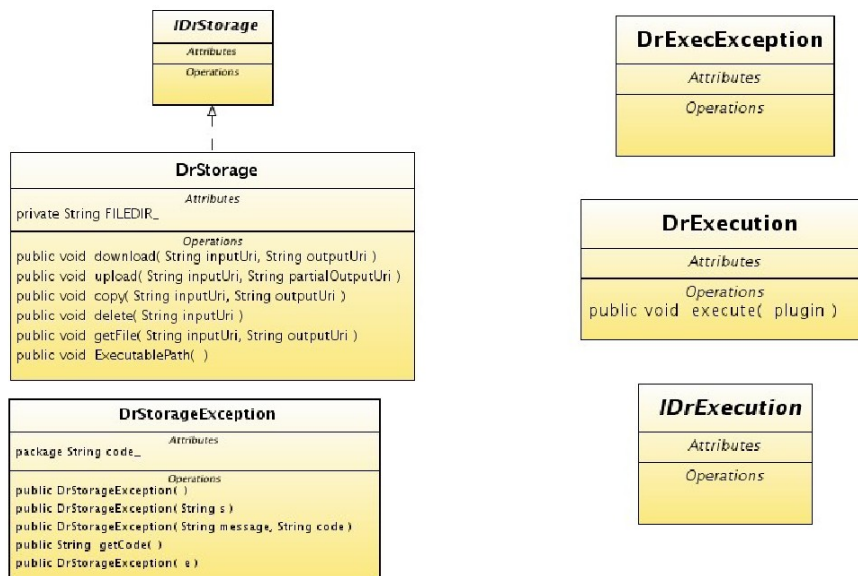 IDrStorage
Attributes
Operations
DrStorage
Attributes
private String FILEDIR_
Operations
public void download( String inputUri, String outputUri )
public void upload( String inputUri, String partialOutputUri )
public void copy( String inputUri, String outputUri )
public void delete( String inputUri )
public void getFile( String inputUri, String outputUri )
public void ExecutablePath( )
DrStorageException
Attributes
package String code_
Operations
public DrStorageException( )
public DrStorageException( String s )
public DrStorageException( String message, String code )
public String getCode( )
public DrStorageException( e )
DrExecException
Attributes
Operations
DrExecution
Attributes
Operations
public void execute( plugin )
IDrExecution
Attributes
Operations